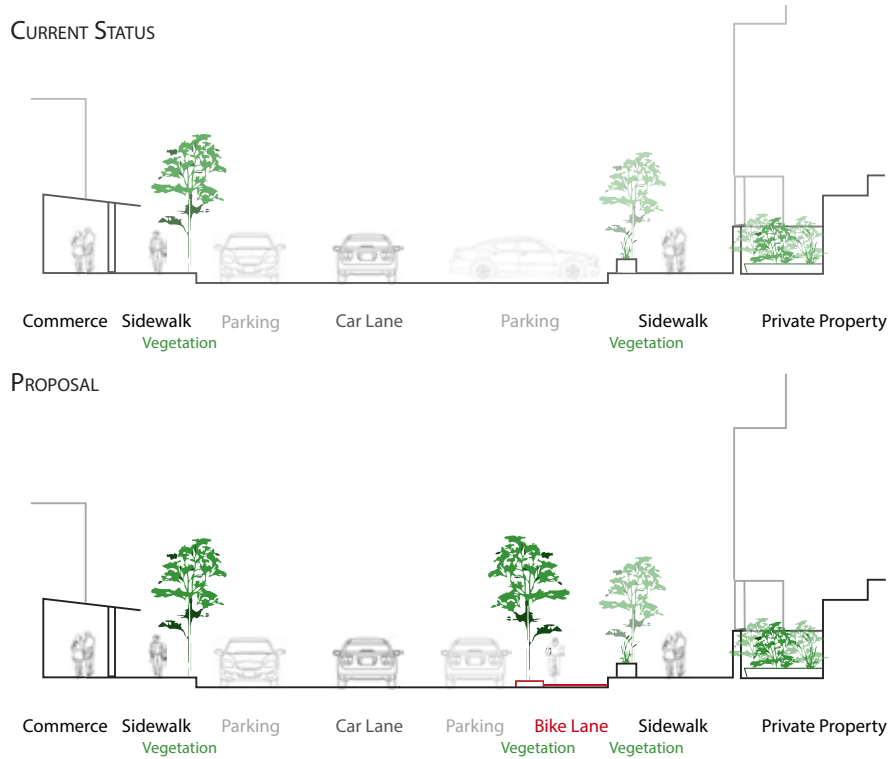 Current Status
Commerce Sidewalk Parking Car Lane Parking Sidewalk Private Property
Vegetation Vegetation
Proposal
Commerce Sidewalk Parking Car Lane Parking Bike Lane Sidewalk Private Property
Vegetation Vegetation Vegetation